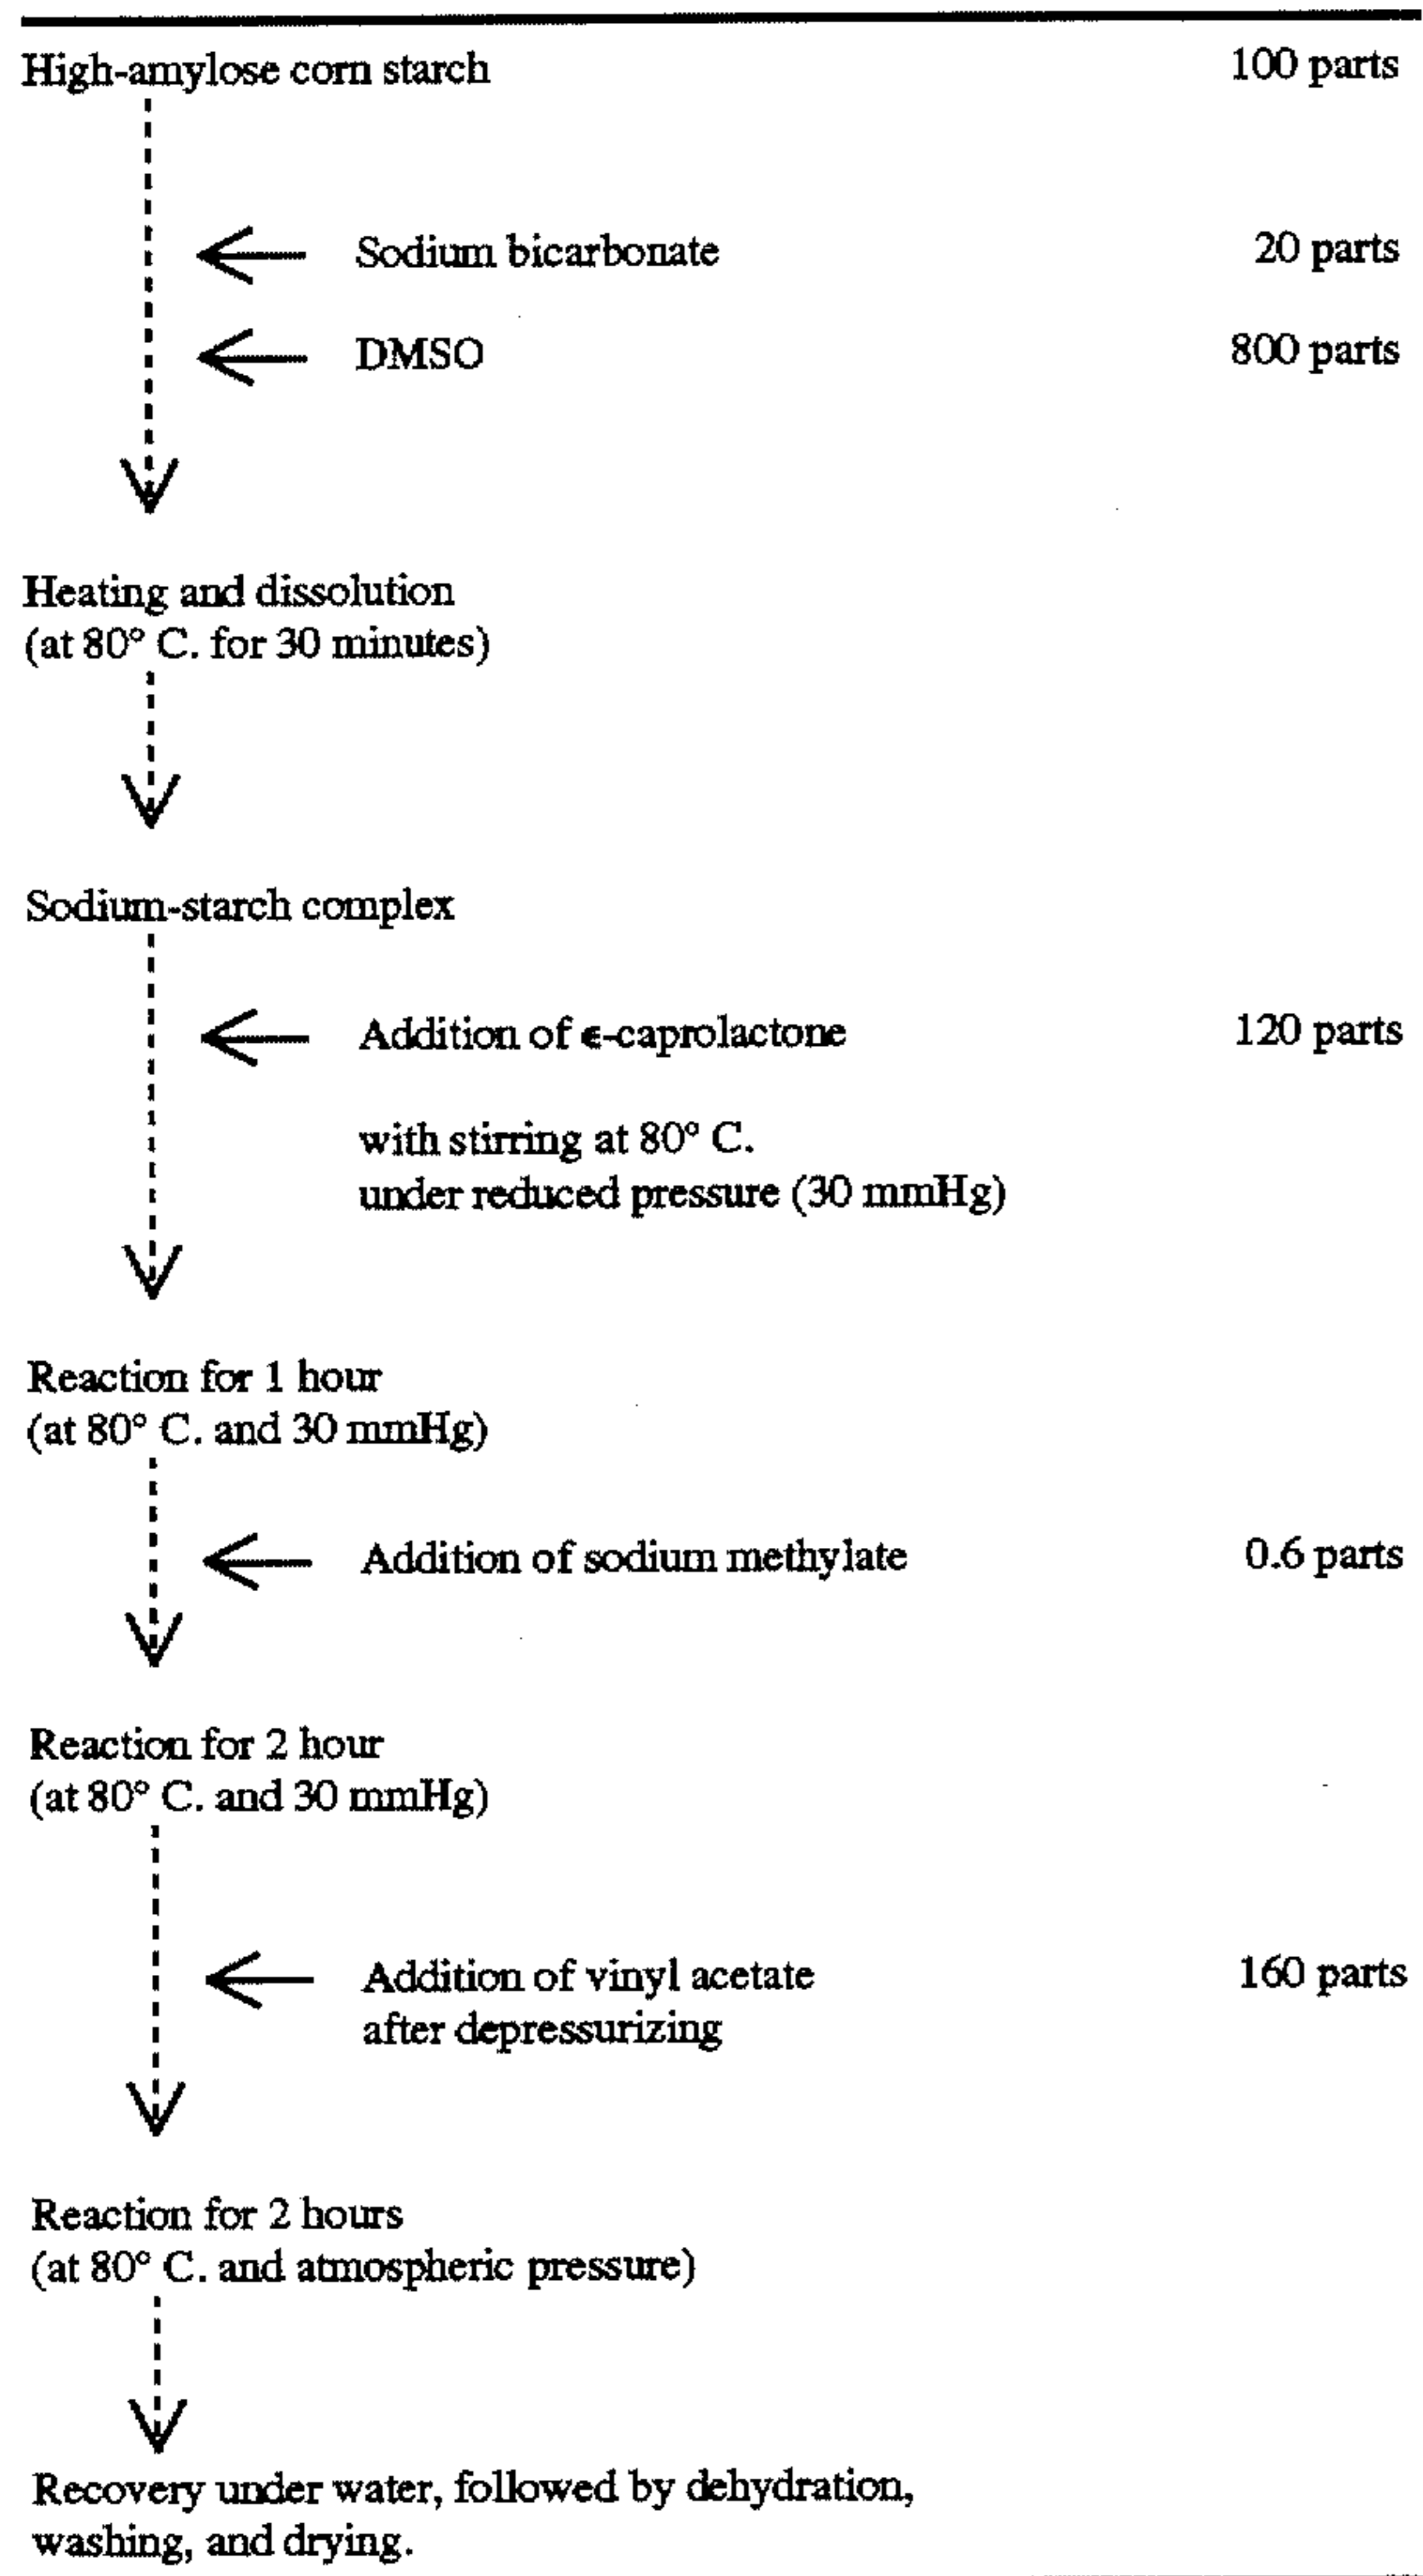 High-amylose corn starch 100 parts
Sodium bicarbonate 20 parts
DMSO 800 parts
Heating and dissolution
(at 80° C. for 30 minutes)
Sodium-starch complex
Addition of ε-caprolactone 120 parts
with stirring at 80° C.
under reduced pressure (30 mmHg)
Reaction for 1 hour
(at 80° C. and 30 mmHg)
Addition of sodium methylate 0.6 parts
Reaction for 2 hour
(at 80° C. and 30 mmHg)
Addition of vinyl acetate 160 parts
after depressurizing
Reaction for 2 hours
(at 80° C. and atmospheric pressure)
Recovery under water, followed by dehydration,
washing, and drying.